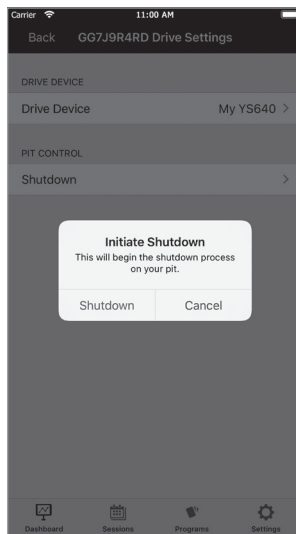 Carrier 11:00 AM
Back GG7J9R4RD Drive Settings
DRIVE DEVICE
Drive Device My YS640 >
PIT CONTROL
Shutdown >
Initiate Shutdown
This will begin the shutdown process
on your pit.
Shutdown Cancel
Dashboard Sessions Programs Settings